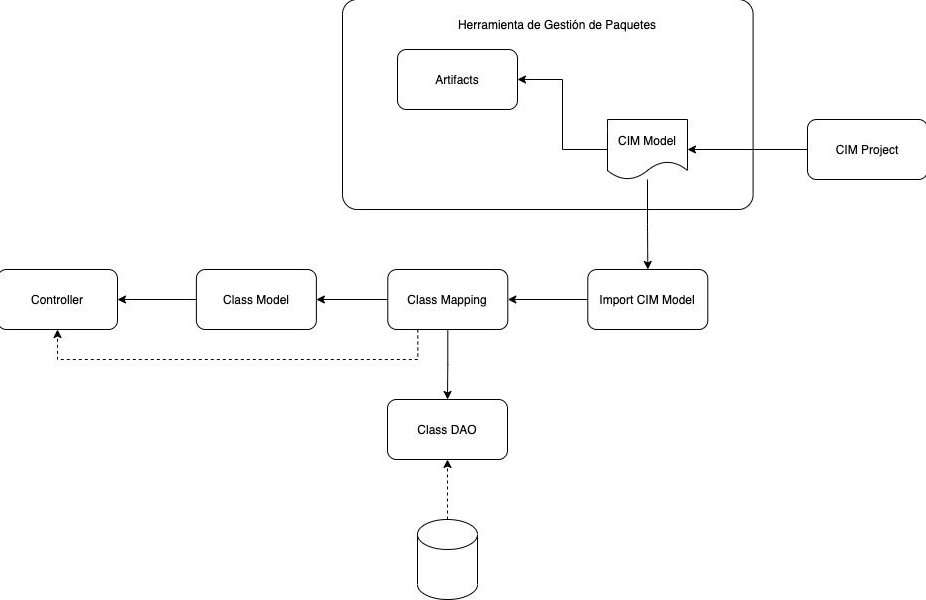 Herramienta de Gestión de Paquetes
Artifacts
CIM Model
CIM Project
Controller
Class Model
Class Mapping
Import CIM Model
Class DAO